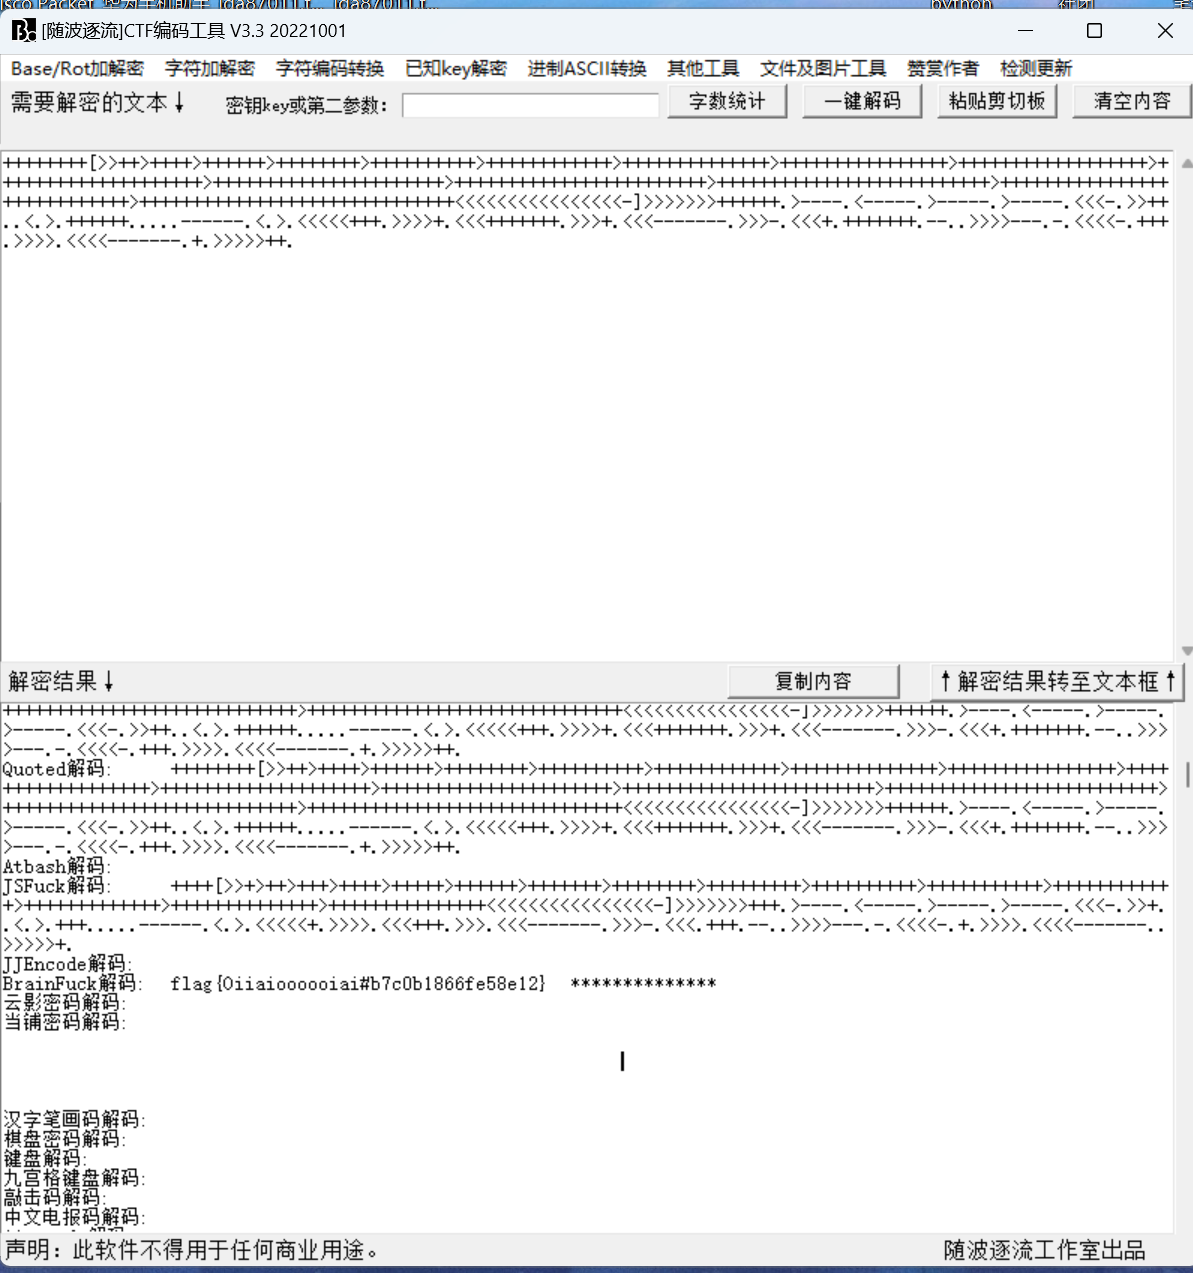 [随波逐流]CTF编码工具 V3.3 20221001
Base/Rot加解密 字符加解密 字符编码转换 已知key解密 进制ASCII转换 其他工具 文件及图片工具 赞赏作者 检测更新
需要解密的文本↓ 密钥key或第二参数: 字数统计 一键解码 粘贴剪切板 清空内容
++++++++[>>++>++++>++++++>++++++++>++++++++++>++++++++++++>++++++++++++++>++++++++++++++++>++++++++++++++++++>+
+++++++++++++++++++>++++++++++++++++++++++>++++++++++++++++++++++++>++++++++++++++++++++++++++>++++++++++++++++
++++++++++++>++++++++++++++++++++++++++++++<<<<<<<<<<<<<<<<-]>>>>>>>++++++.>----.<-----.>-----.>-----.<<<-.>>++
..<.>.++++++.....------.<.>.<<<<<+++.>>>>+.<<<+++++++.>>>+.<<<-------.>>>-.<<<+.+++++++.--..>>>>---.-.<<<<-.+++
.>>>>.<<<<-------.+.>>>>>++.
解密结果↓ 复制内容 ↑解密结果转至文本框↑
++++++++++++++++++++++++++++>++++++++++++++++++++++++++++++<<<<<<<<<<<<<<<<-]>>>>>>>++++++.>----.<-----.>-----.
>-----.<<<-.>>++..<.>.++++++.....------.<.>.<<<<<+++.>>>>+.<<<+++++++.>>>+.<<<-------.>>>-.<<<+.+++++++.--..>>>
>---.-.<<<<-.+++.>>>>.<<<<-------.+.>>>>>++.
Quoted解码: ++++++++[>>++>++++>++++++>++++++++>++++++++++>++++++++++++>++++++++++++++>++++++++++++++++>++++
++++++++++++++>++++++++++++++++++++>++++++++++++++++++++++>++++++++++++++++++++++++>++++++++++++++++++++++++++>
++++++++++++++++++++++++++++>++++++++++++++++++++++++++++++<<<<<<<<<<<<<<<<-]>>>>>>>++++++.>----.<-----.>-----.
>-----.<<<-.>>++..<.>.++++++.....------.<.>.<<<<<+++.>>>>+.<<<+++++++.>>>+.<<<-------.>>>-.<<<+.+++++++.--..>>>
>---.-.<<<<-.+++.>>>>.<<<<-------.+.>>>>>++.
Atbash解码:
JSFuck解码: ++++[>>+>++>+++>++++>+++++>++++++>+++++++>++++++++>+++++++++>++++++++++>+++++++++++>+++++++++++
+>+++++++++++++>++++++++++++++>+++++++++++++++<<<<<<<<<<<<<<<<-]>>>>>>>+++.>----.<-----.>-----.>-----.<<<-.>>+.
.<.>.+++.....------.<.>.<<<<<+.>>>>.<<<+++.>>>.<<<-------.>>>-.<<<.+++.--..>>>>---.-.<<<<-.+.>>>>.<<<<-------..
>>>>>+.
JJEncode解码:
BrainFuck解码: flag{Oiiaioooooiai#b7c0b1866fe58e12} **************
云影密码解码:
当铺密码解码:
汉字笔画码解码:
棋盘密码解码:
键盘解码:
九宫格键盘解码:
敲击码解码:
中文电报码解码:
声明：此软件不得用于任何商业用途。 随波逐流工作室出品